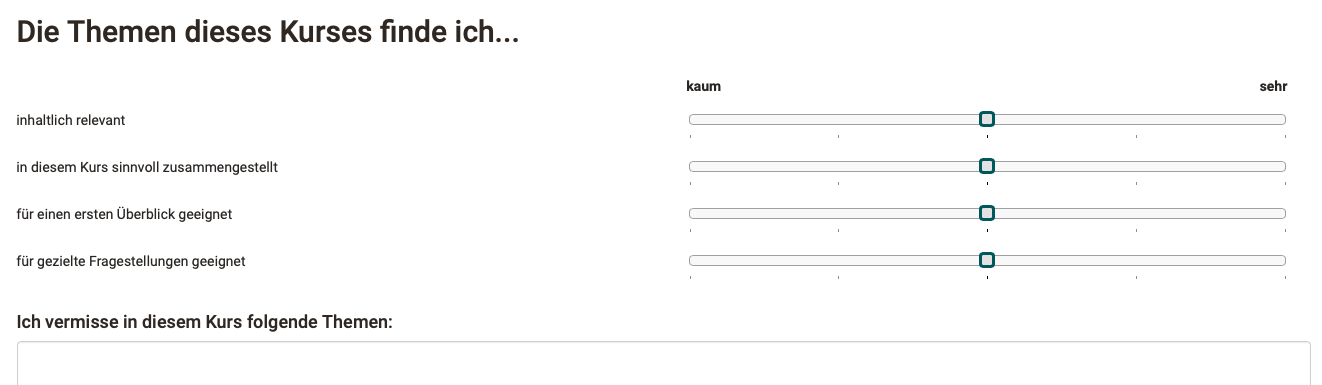 Die Themen dieses Kurses finde ich...
kaum sehr
inhaltlich relevant
in diesem Kurs sinnvoll zusammengestellt
für einen ersten Überblick geeignet
für gezielte Fragestellungen geeignet
Ich vermisse in diesem Kurs folgende Themen: